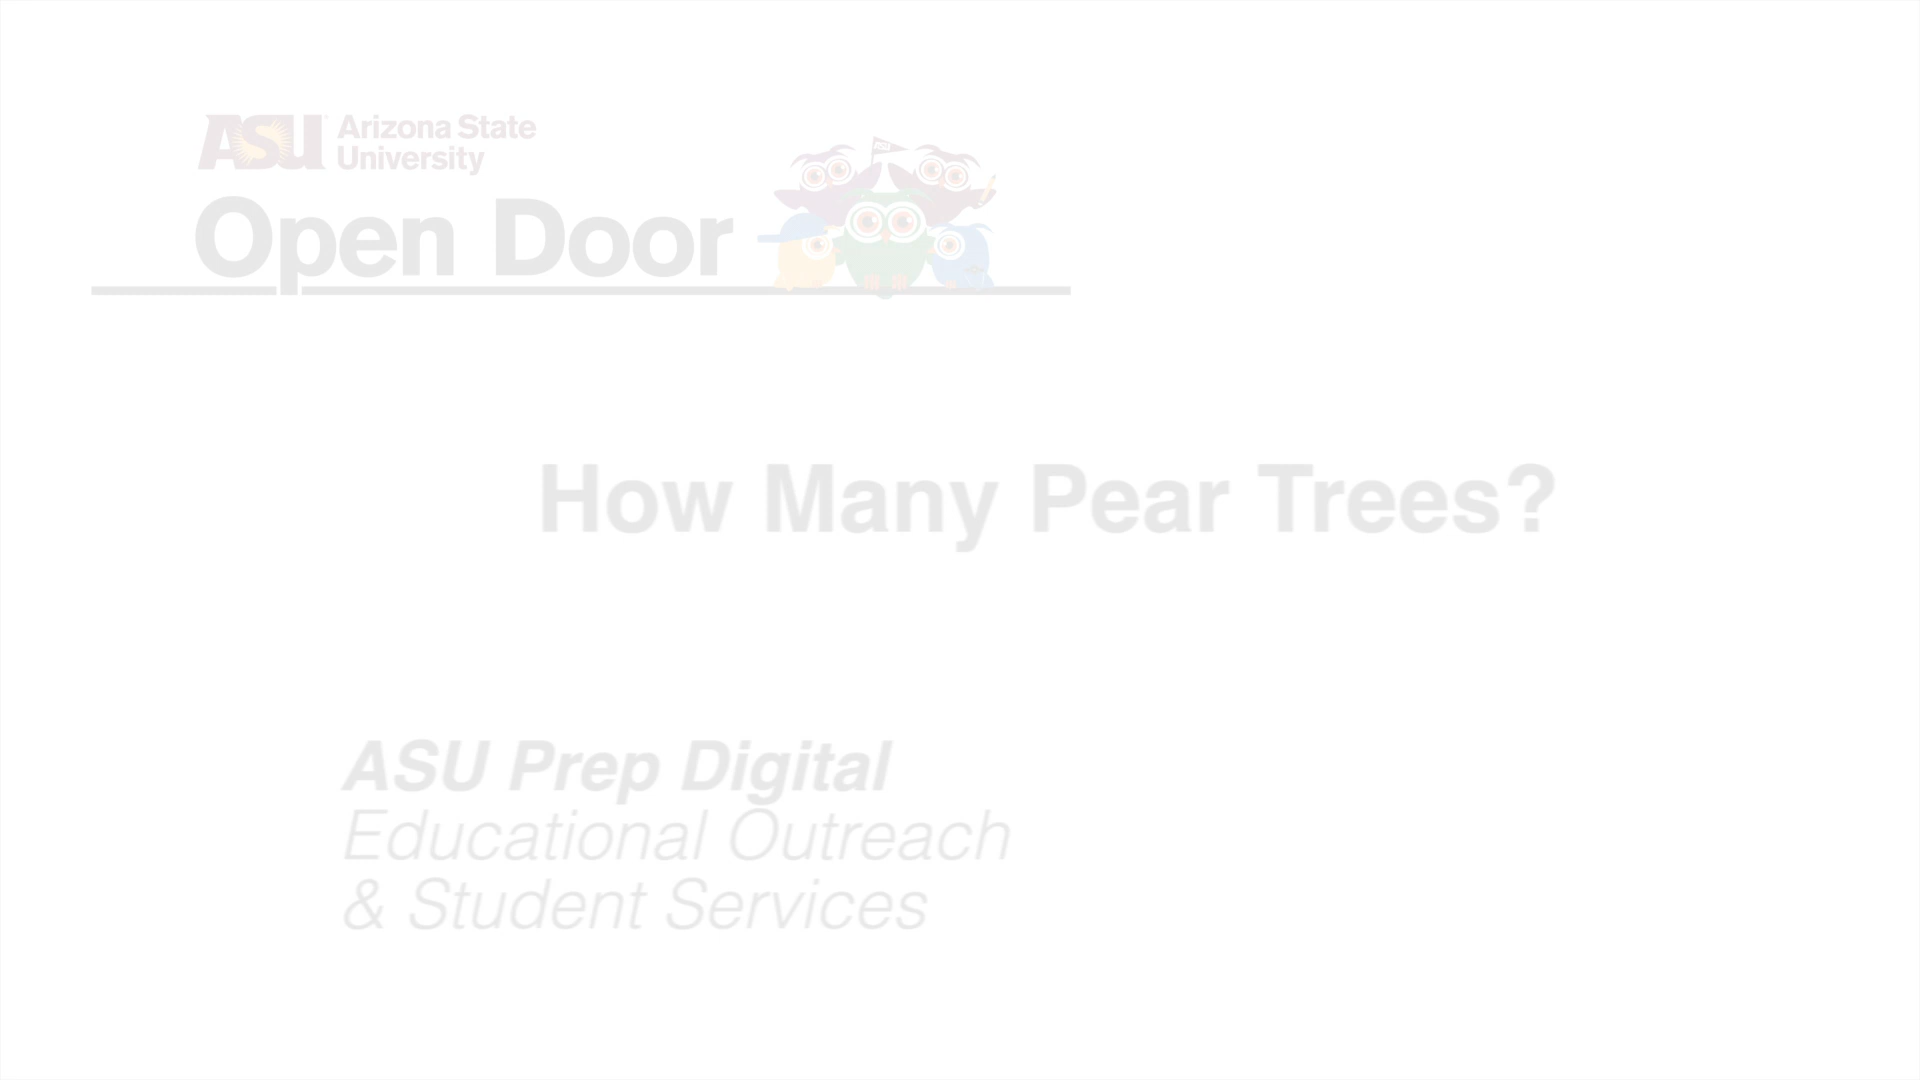 ASU Arizona State
University
Open Door
How Many Pear Trees?
ASU Prep Digital
Educational Outreach
& Student Services